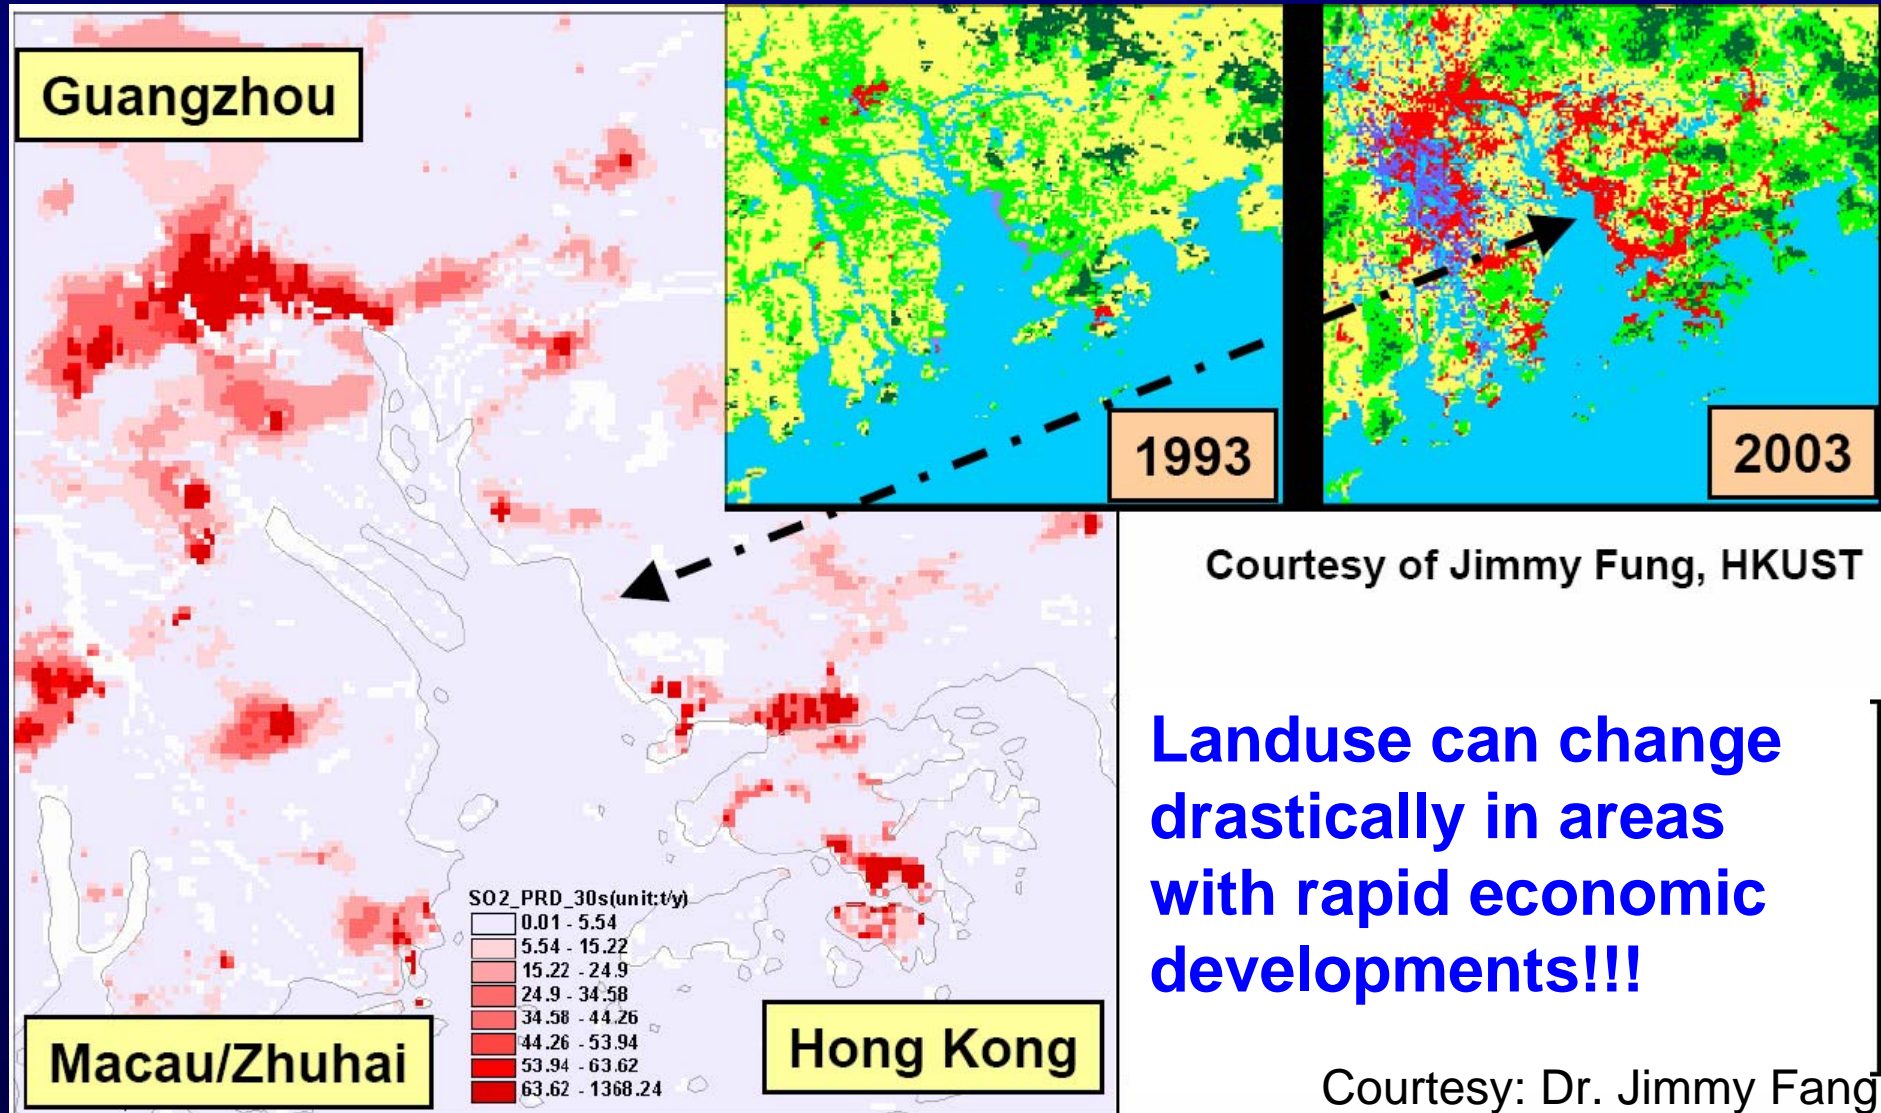 Guangzhou
1993
2003
Courtesy of Jimmy Fung, HKUST
Landuse can change
drastically in areas
with rapid economic
developments!!!
SO2_PRD_30s(unit:t/y)
0.01 - 5.54
5.54 - 15.22
15.22 - 24.9
24.9 - 34.58
34.58 - 44.26
44.26 - 53.94
53.94 - 63.62
63.62 - 1368.24
Macau/Zhuhai
Hong Kong
Courtesy: Dr. Jimmy Fang